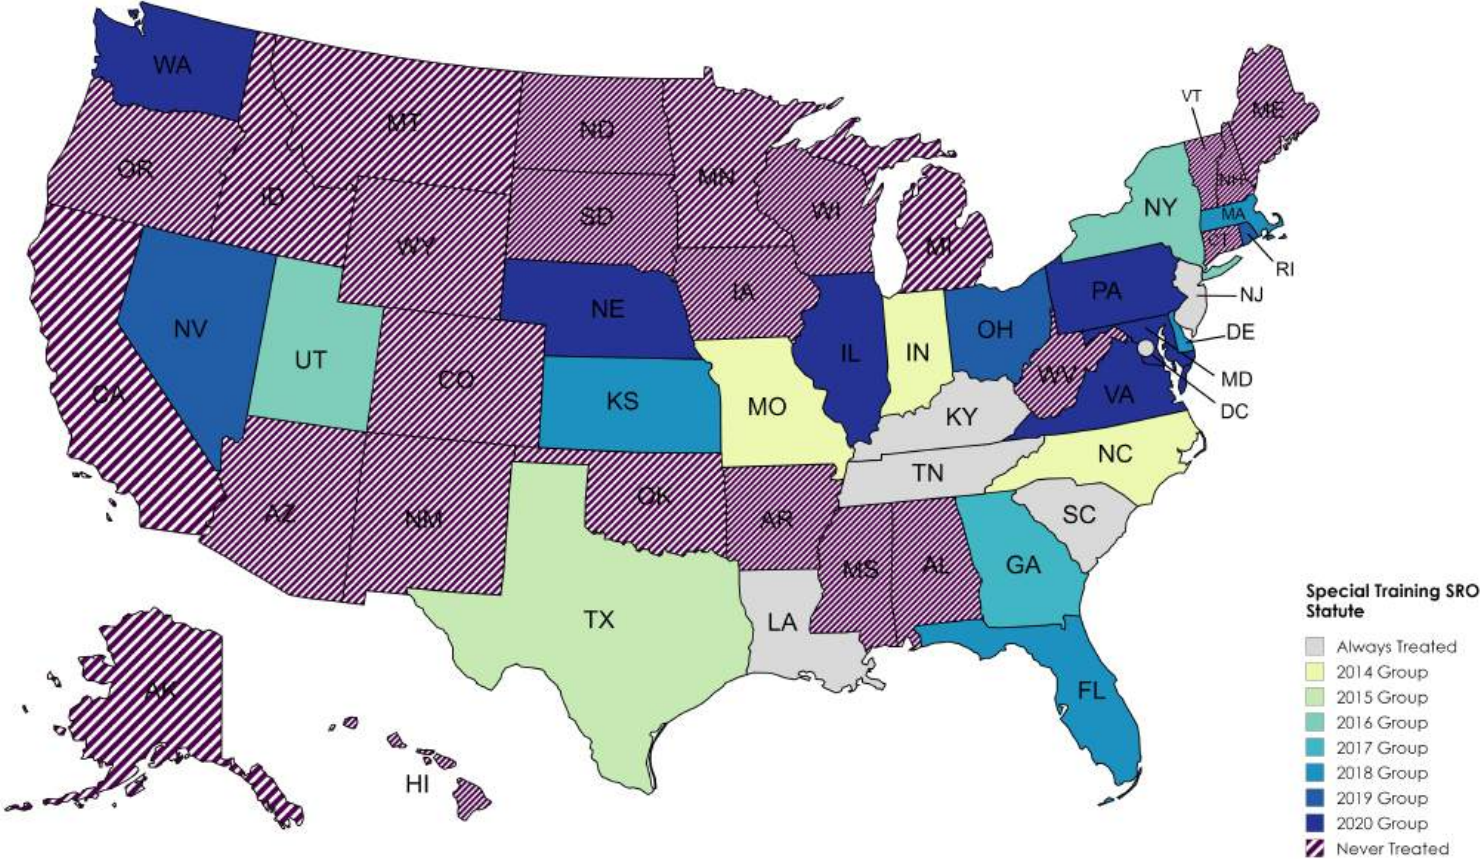 WA
MT
ND
MN
ME
VT
OR
ID
SD
WI
MI
NH
NY
MA
CT
WY
RI
IA
PA
NJ
NE
NV
OH
DE
UT
IL
IN
CO
WV
MD
CA
KS
MO
VA
DC
KY
NC
TN
OK
AZ
NM
AR
SC
MS
AL
GA
TX
LA
FL
AK
HI
Special Training SRO
Statute
Always Treated
2014 Group
2015 Group
2016 Group
2017 Group
2018 Group
2019 Group
2020 Group
Never Treated